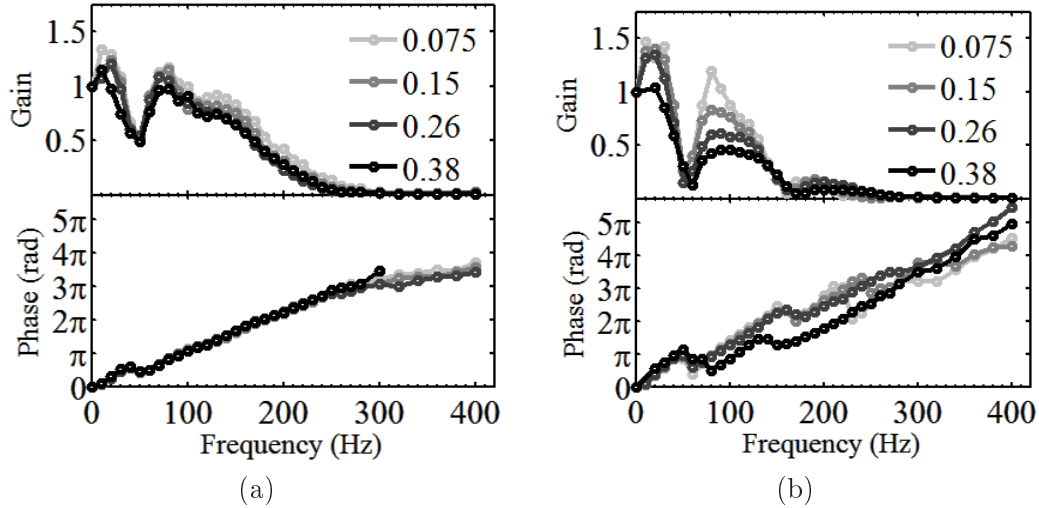 1.5
1
0.5
Gain
0.075
0.15
0.26
0.38
5π
4π
3π
2π
π
0
Phase (rad)
0 100 200 300 400
Frequency (Hz)
(a)
1.5
1
0.5
Gain
0.075
0.15
0.26
0.38
5π
4π
3π
2π
π
0
Phase (rad)
0 100 200 300 400
Frequency (Hz)
(b)